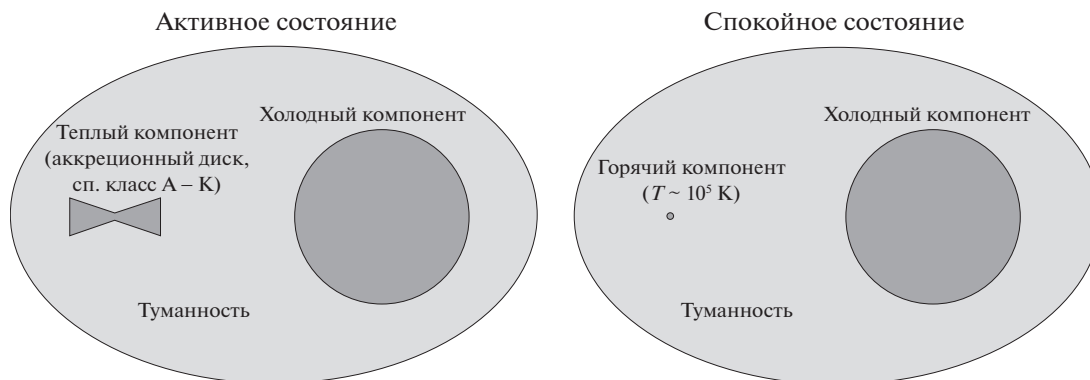 Активное состояние
Холодный компонент
Теплый компонент
(аккреционный диск,
сп. класс A – K)
Туманность
Спокойное состояние
Холодный компонент
Горячий компонент
(T ~ 10⁵ K)
Туманность